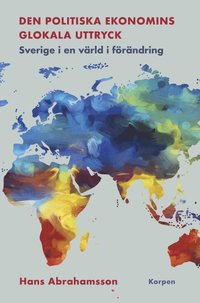 DEN POLITISKA EKONOMINS
GLOKALA UTTRYCK
Sverige i en värld i förändring
Hans Abrahamsson
Korpen